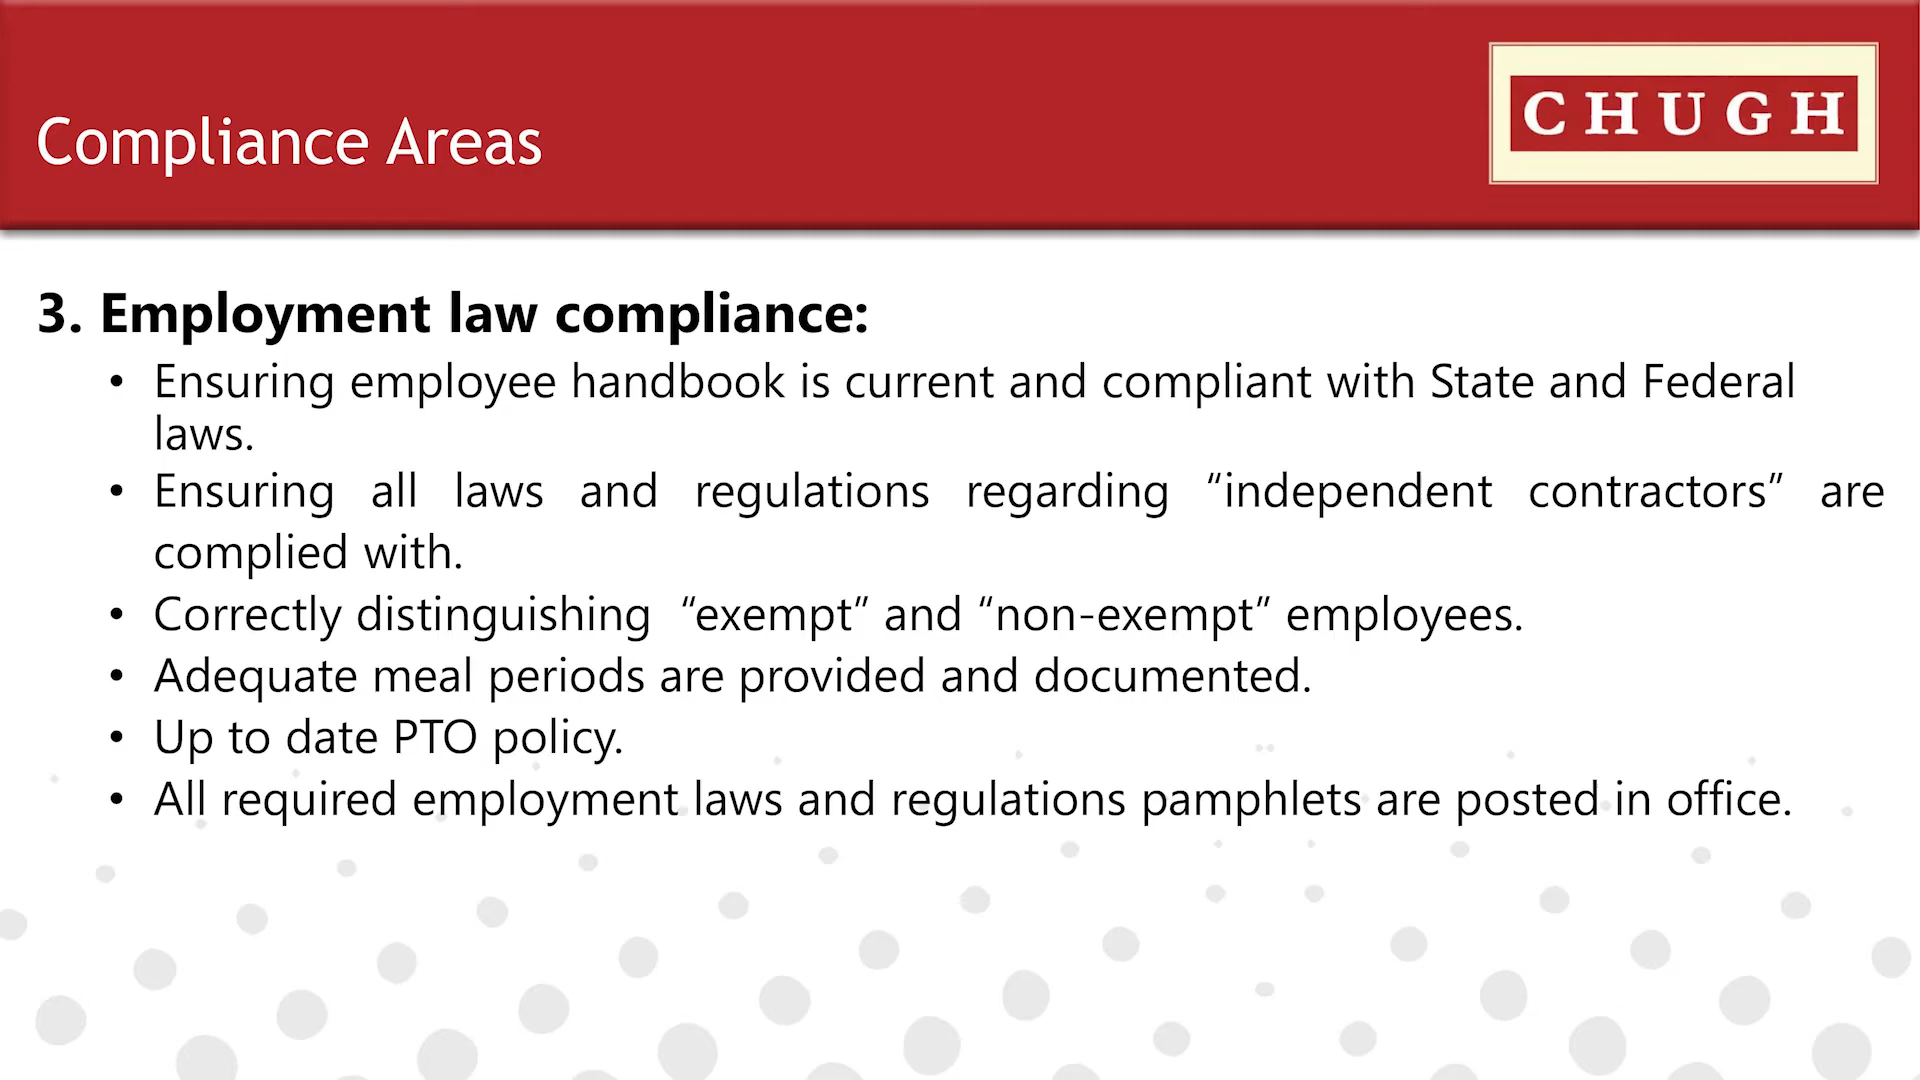 CHUGH
Compliance Areas
3. Employment law compliance:
• Ensuring employee handbook is current and compliant with State and Federal
laws.
• Ensuring all laws and regulations regarding “independent contractors” are
complied with.
• Correctly distinguishing “exempt” and “non-exempt” employees.
• Adequate meal periods are provided and documented.
• Up to date PTO policy.
• All required employment laws and regulations pamphlets are posted in office.